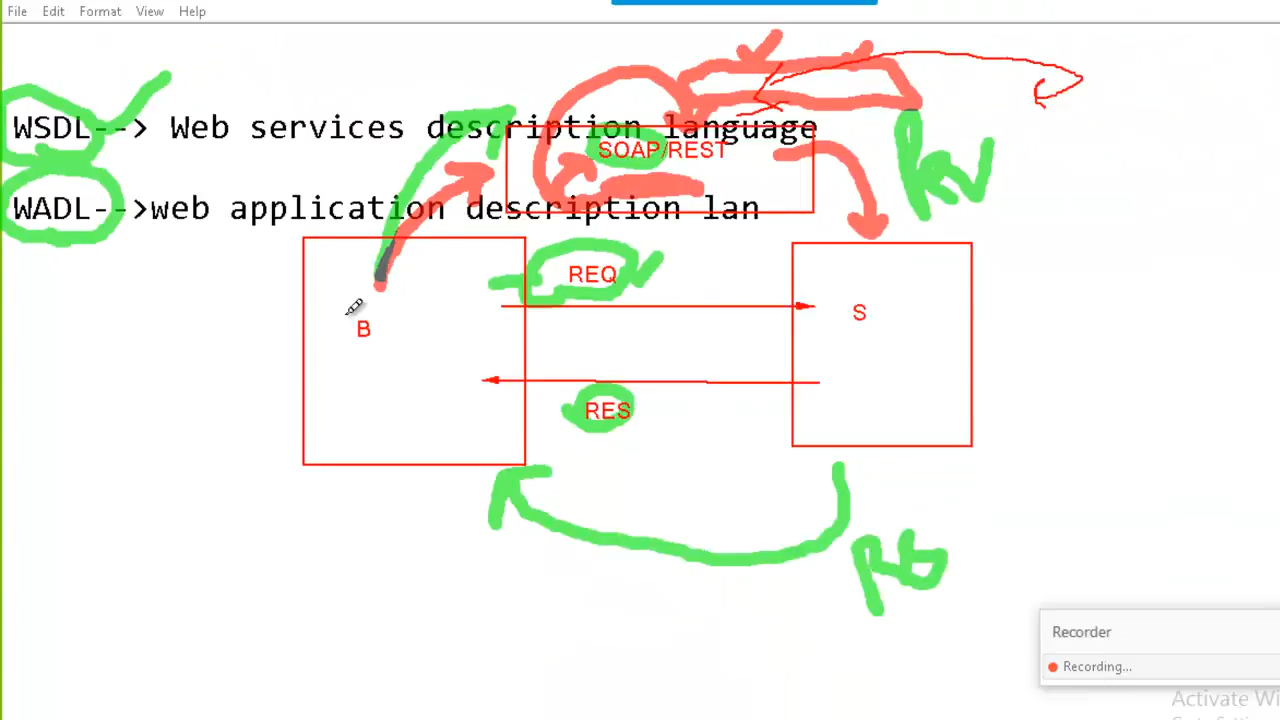 File Edit Format View Help
WSDL--> Web services description language
SOAP/REST
WADL-->web application description lan
REQ
B
S
RES
Recorder
Recording...
Activate Wi